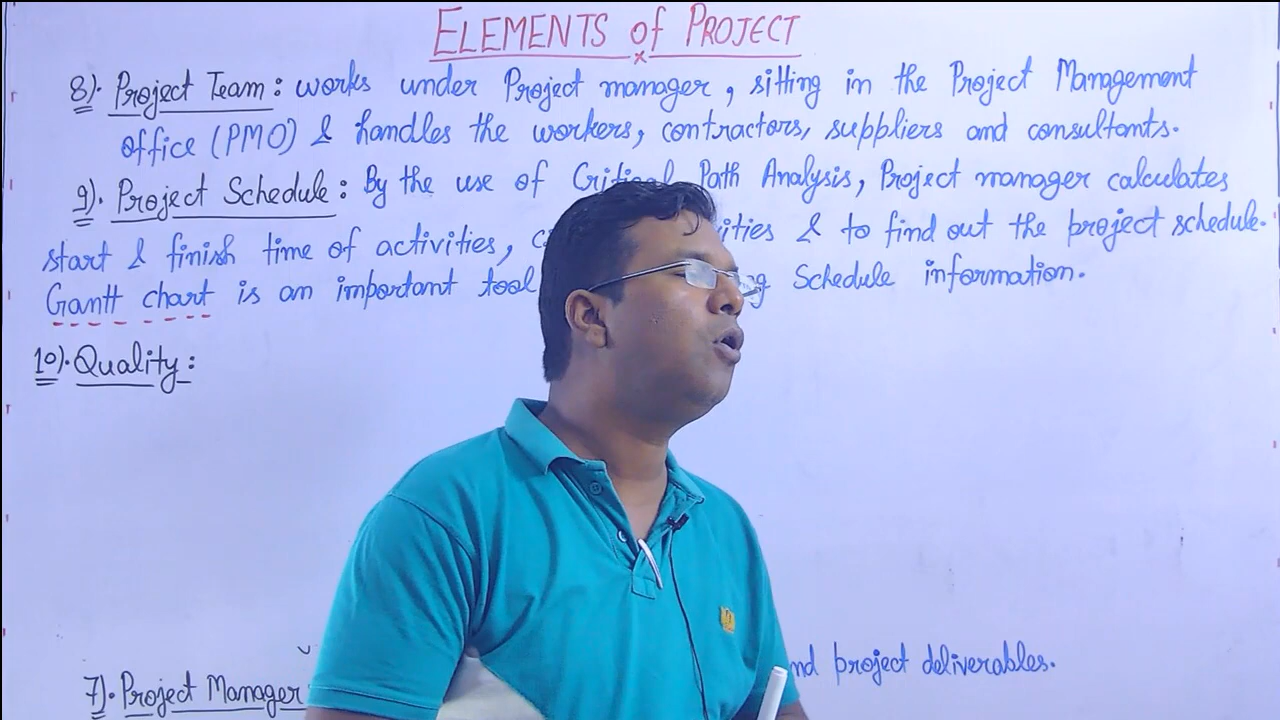 ELEMENTS of PROJECT
8). Project Team: works under Project manager, sitting in the Project Management
office (PMO) & handles the workers, contractors, suppliers and consultants.
9). Project Schedule: By the use of Critical Path Analysis, Project manager calculates
start & finish time of activities, & to find out the project schedule.
Gantt chart is an important tool Schedule information.
10). Quality:
project deliverables.
7). Project Manager